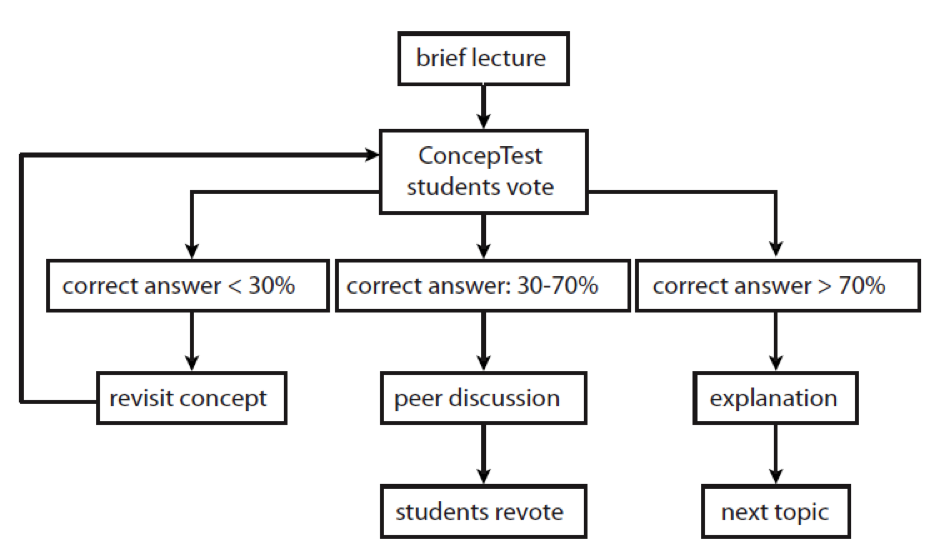 brief lecture
ConcepTest
students vote
correct answer < 30%
correct answer: 30-70%
correct answer > 70%
revisit concept
peer discussion
explanation
students revote
next topic